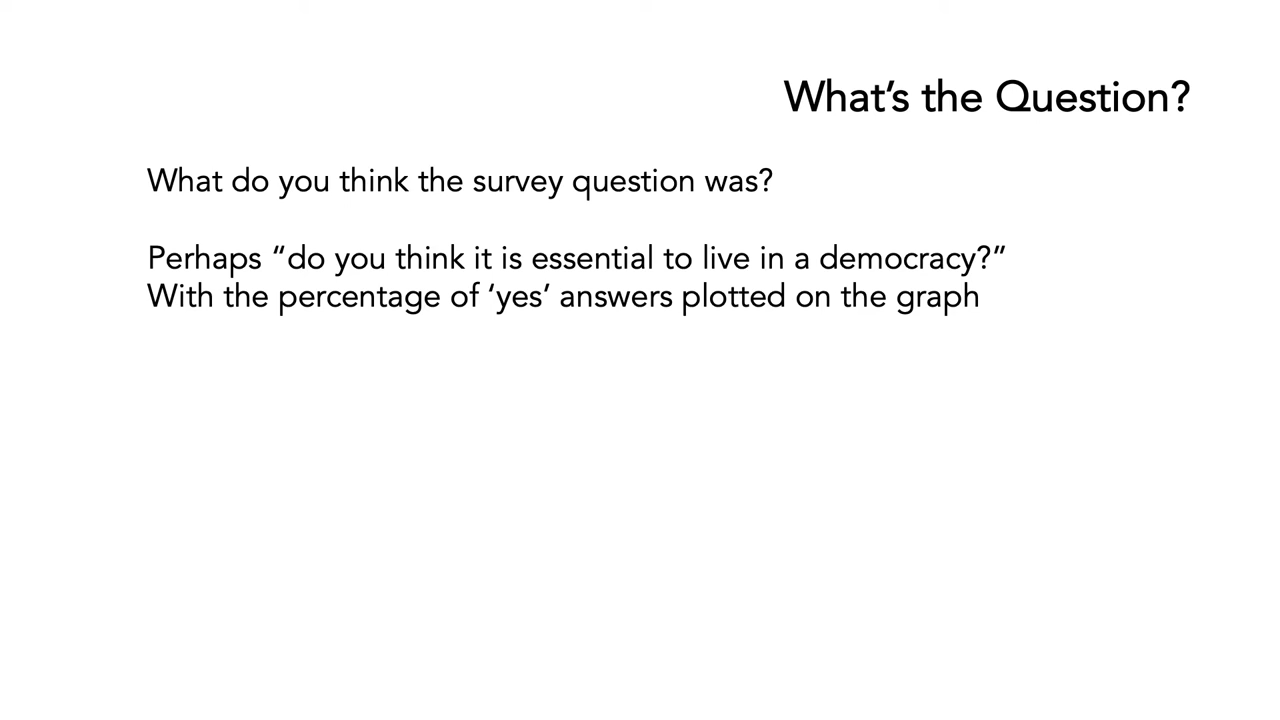 What’s the Question?
What do you think the survey question was?
Perhaps “do you think it is essential to live in a democracy?”
With the percentage of ‘yes’ answers plotted on the graph